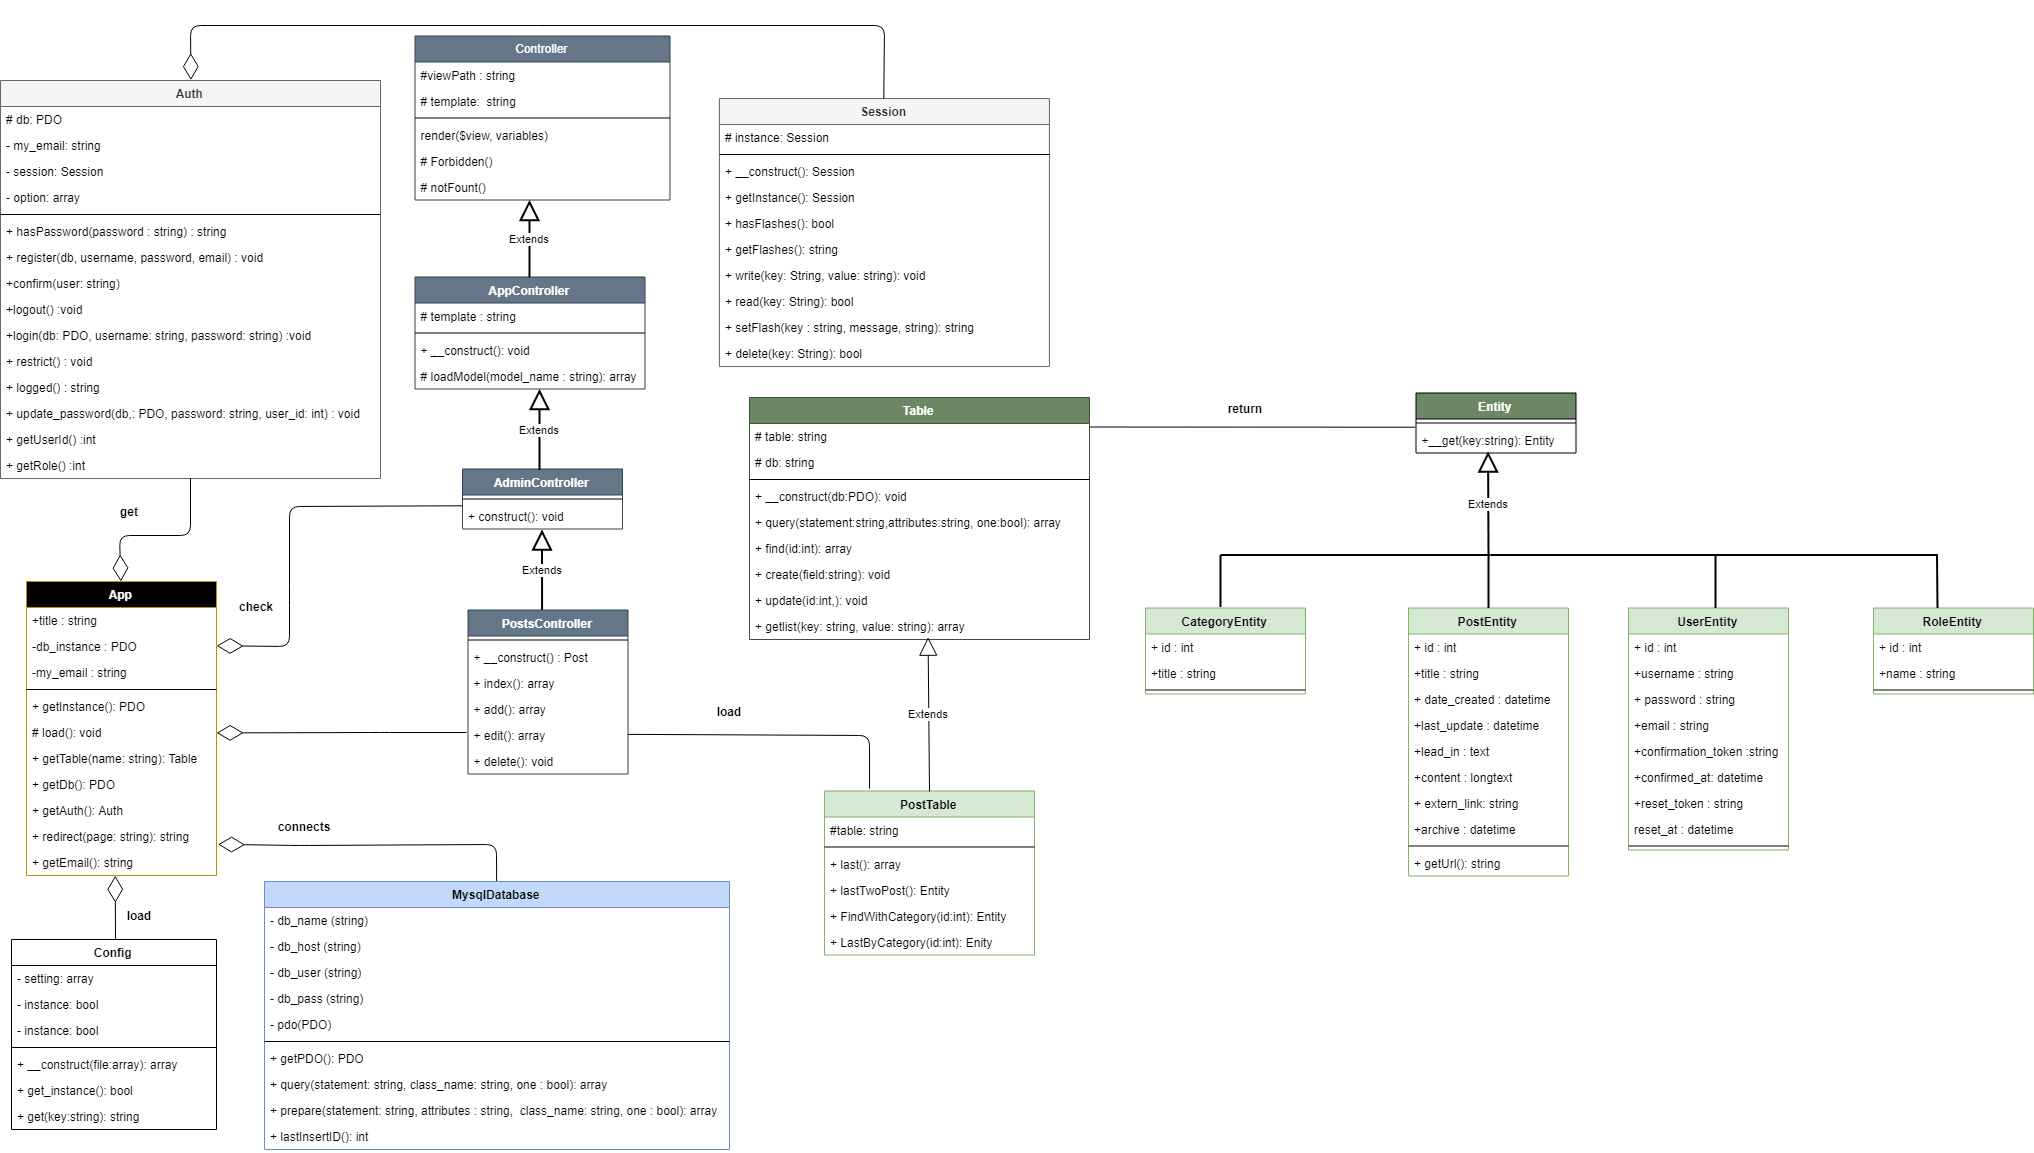 Auth
# db: PDO
- my_email: string
- session: Session
- option: array
+ hasPassword(password : string) : string
+ register(db, username, password, email) : void
+confirm(user: string)
+logout() :void
+login(db: PDO, username: string, password: string) :void
+ restrict() : void
+ logged() : string
+ update_password(db,: PDO, password: string, user_id: int) : void
+ getUserId() :int
+ getRole() :int
Controller
#viewPath : string
# template:  string
render($view, variables)
# Forbiden()
# notFount()
Extends
AppController
# template : string
+ __construct(): void
# loadModel(model_name : string): array
Extends
AdminController
+ construct(): void
Extends
PostsController
+ __construct() : Post
+ index(): array
+ add(): array
+ edit(): array
+ delete(): void
Session
# instance: Session
+ __construct(): Session
+ getInstance(): Session
+ hasFlashes(): bool
+ getFlashes(): string
+ write(key: String, value: string): void
+ read(key: String): bool
+ setFlash(key : string, message, string): string
+ delete(key: String): bool
Table
# table: string
# db: string
+ __construct(db:PDO): void
+ query(statement:string,attributes:string, one:bool): array
+ find(id:int): array
+ create(field:string): void
+ update(id:int,): void
+ getlist(key: string, value: string): array
return
Entity
+__get(key:string): Entity
Extends
CategoryEntity
+ id : int
+title : string
PostEntity
+ id : int
+title : string
+ date_created : datetime
+last_update : datetime
+lead_in : text
+content : longtext
+ extern_link: string
+archive : datetime
+ getUrl(): string
UserEntity
+ id : int
+username : string
+ password : string
+email : string
+confirmation_token :string
+confirmed_at: datetime
+reset_token : string
reset_at : datetime
RoleEntity
+ id : int
+name : string
get
check
App
+title : string
-db_instance : PDO
-my_email : string
+ getInstance(): PDO
# load(): void
+ getTable(name: string): Table
+ getDb(): PDO
+ getAuth(): Auth
+ redirect(page: string): string
+ getEmail(): string
load
Extends
PostTable
#table: string
+ last(): array
+ lastTwoPost(): Entity
+ FindWithCategory(id:int): Entity
+ LastByCategory(id:int): Enity
connects
MysqlDatabase
- db_name (string)
- db_host (string)
- db_user (string)
- db_pass (string)
- pdo(PDO)
+ getPDO(): PDO
+ query(statement: string, class_name: string, one : bool): array
+ prepare(statement: string, attributes : string,  class_name: string, one : bool): array
+ lastInsertID(): int
load
Config
- setting: array
- instance: bool
- instance: bool
+ __construct(file:array): array
+ get_instance(): bool
+ get(key:string): string